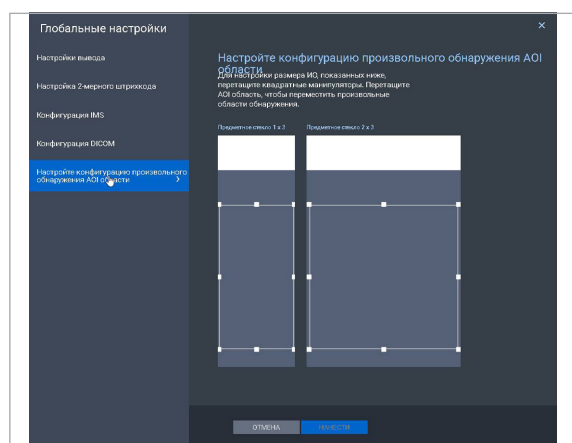 Глобальные настройки
×
Настройки вывода
Настройка 2-мерного штрихкода
Конфигурация IMS
Конфигурация DICOM
Настройте конфигурацию произвольного
обнаружения AOI области
Настройте конфигурацию произвольного обнаружения AOI
области
Для настройки размера ИО, показанных ниже,
перетащите квадратные манипуляторы. Перетащите
AOI область, чтобы переместить произвольные
области обнаружения.
Предметное стекло 1 x 3
Предметное стекло 2 x 3
ОТМЕНА
НАНЕСТИ